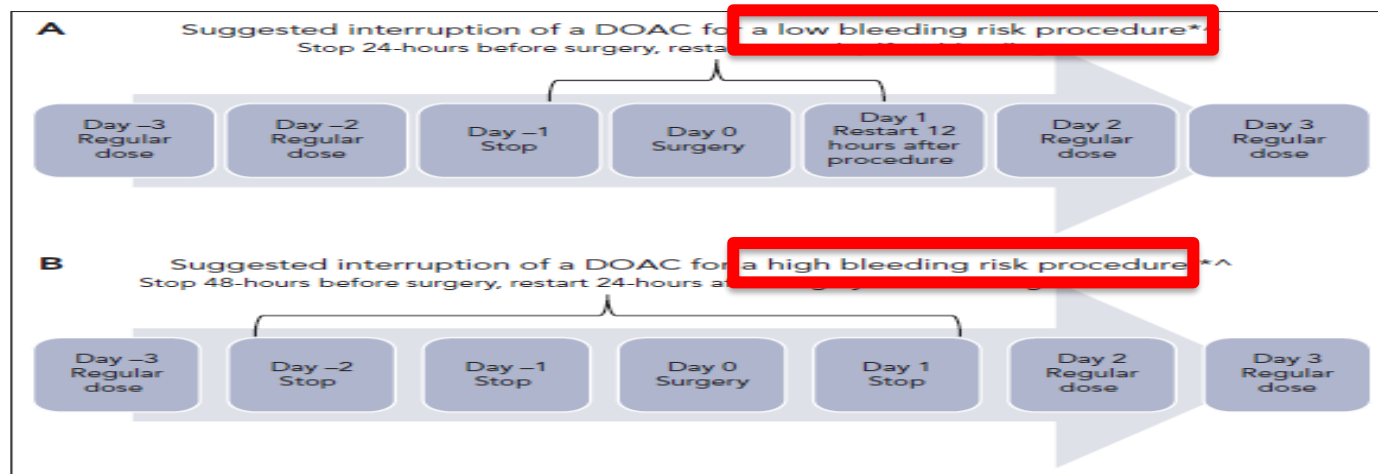 A Suggested interruption of a DOAC for a low bleeding risk procedure*^
Stop 24-hours before surgery, restart
Day –3
Regular
dose
Day –2
Regular
dose
Day –1
Stop
Day 0
Surgery
Day 1
Restart 12
hours after
procedure
Day 2
Regular
dose
Day 3
Regular
dose
B Suggested interruption of a DOAC for a high bleeding risk procedure*^
Stop 48-hours before surgery, restart 24-hours
Day –3
Regular
dose
Day –2
Stop
Day –1
Stop
Day 0
Surgery
Day 1
Stop
Day 2
Regular
dose
Day 3
Regular
dose